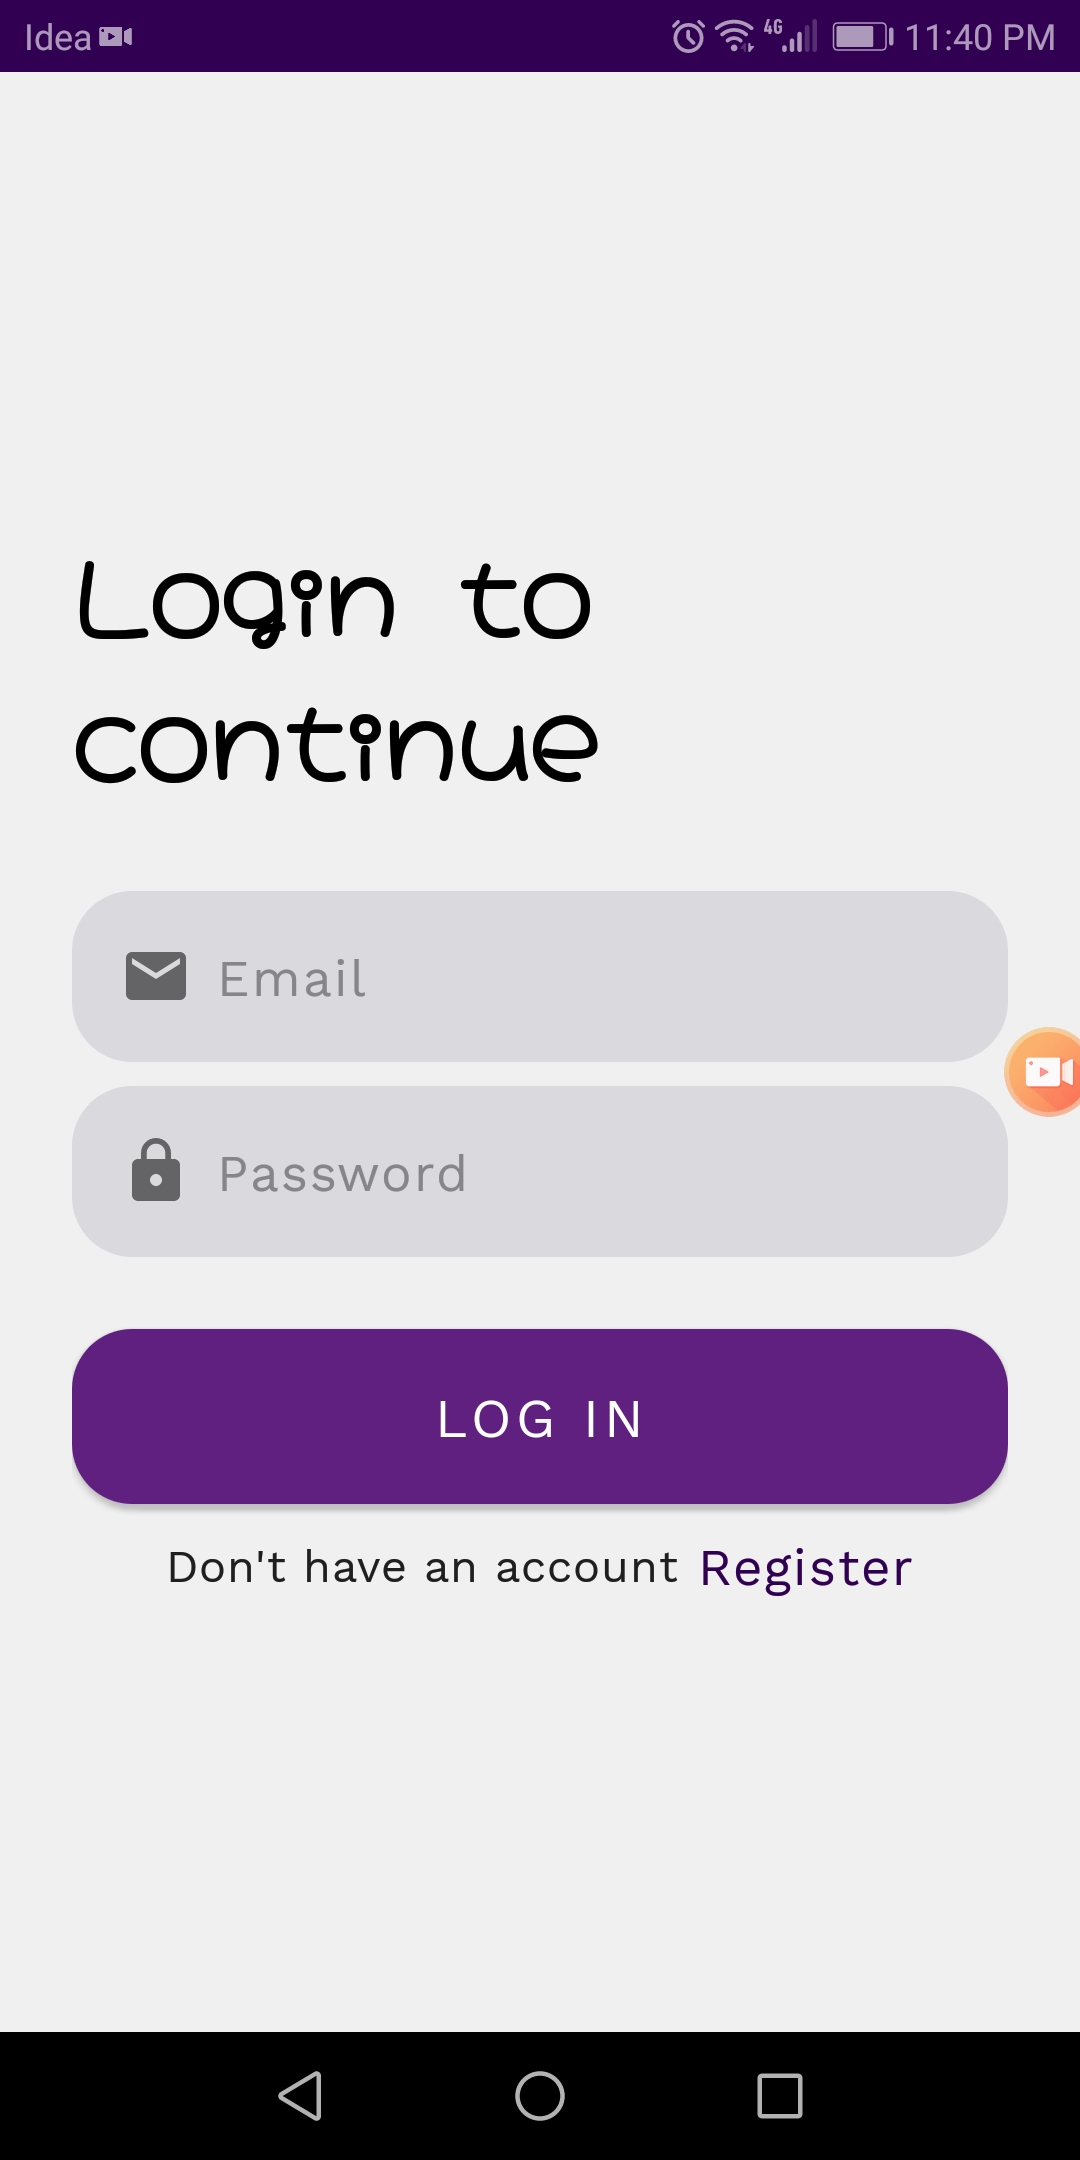 Idea 4G 11:40 PM
Login to
continue
Email
Password
LOG IN
Don't have an account Register